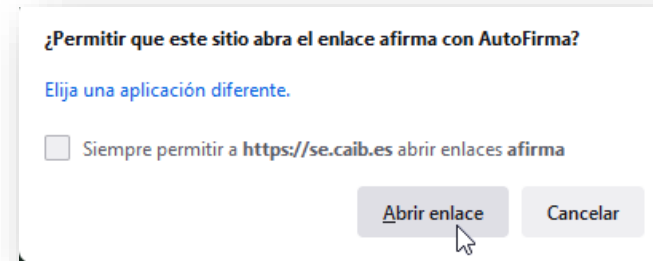 ¿Permitir que este sitio abra el enlace afirma con AutoFirma?
Elija una aplicación diferente.
Siempre permitir a https://se.caib.es abrir enlaces afirma
Abrir enlace
Cancelar